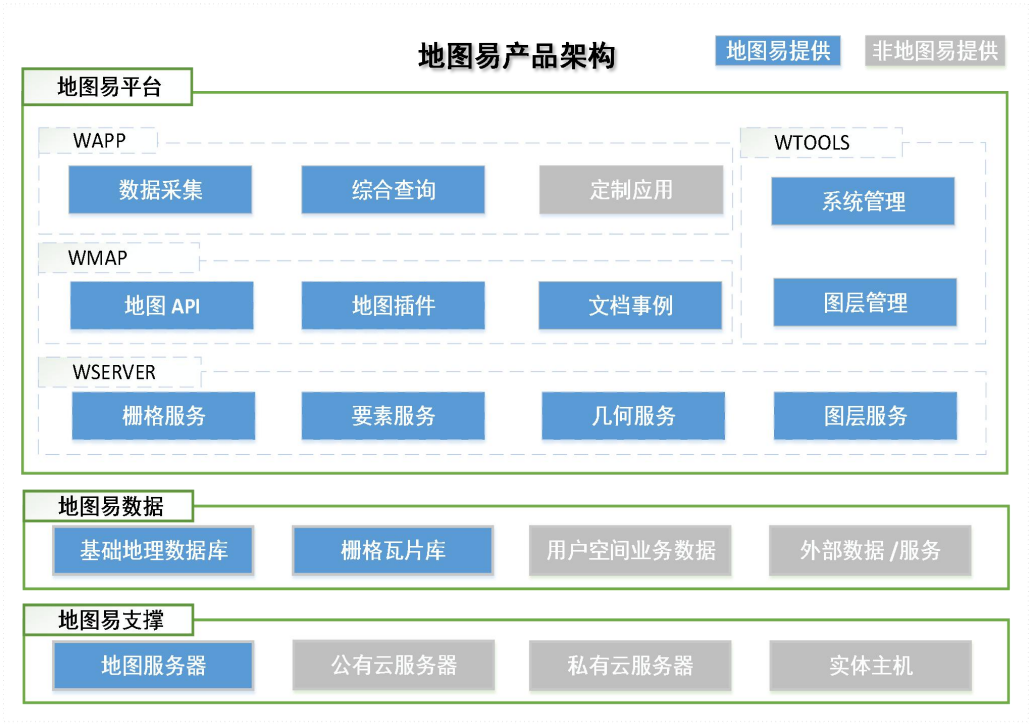 地图易产品架构
地图易提供
非地图易提供
地图易平台
WAPP
数据采集
综合查询
定制应用
WTOOLS
系统管理
图层管理
WMAP
地图 API
地图插件
文档事例
WSERVER
栅格服务
要素服务
几何服务
图层服务
地图易数据
基础地理数据库
栅格瓦片库
用户空间业务数据
外部数据 /服务
地图易支撑
地图服务器
公有云服务器
私有云服务器
实体主机